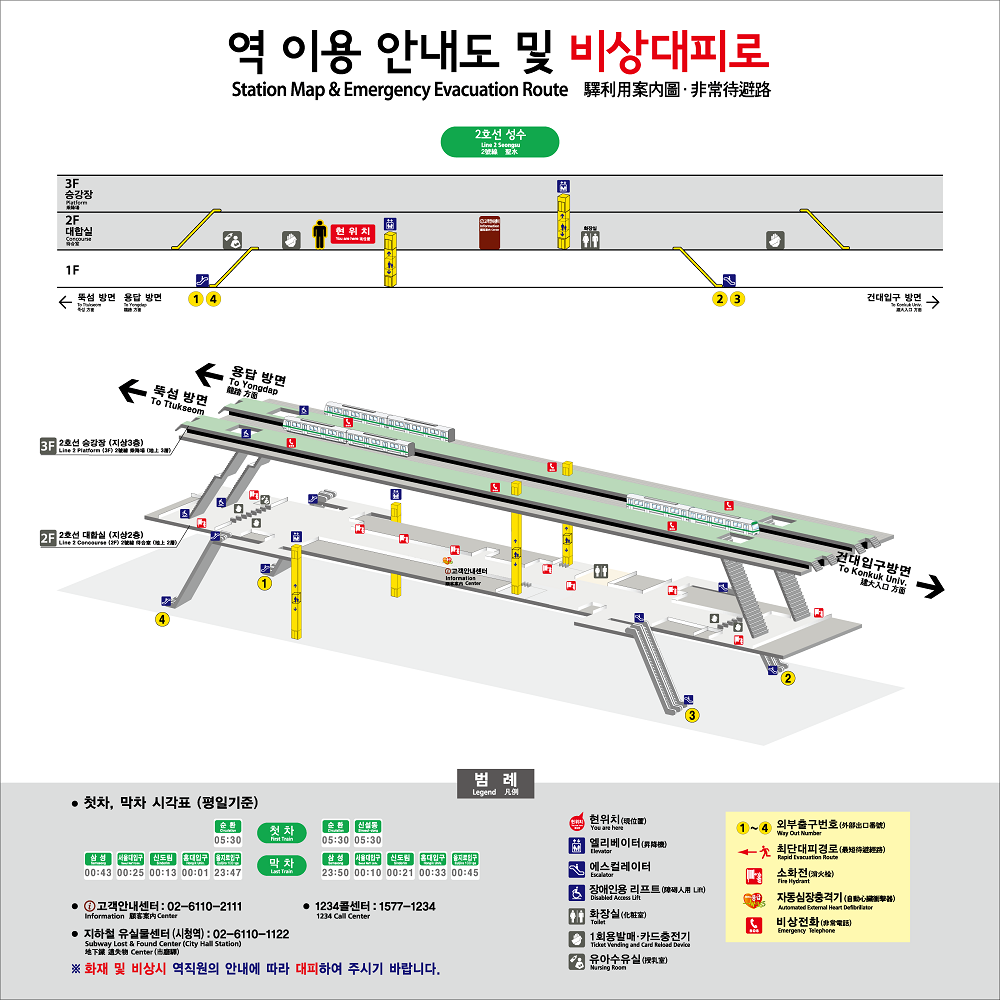 역 이용 안내도 및 비상대피로
Station Map & Emergency Evacuation Route 驛利用案內圖·非常待避路
2호선 성수
Line 2 Seongsu
2號線 聖水
3F
승강장
Platform
乘降場
2F
대합실
Concourse
待合室
현 위 치
You are here 現位置
고객안내센터
Information
顧客案內 Center
화장실
1F
1 4
2 3
뚝섬 방면
To Ttukseom
용답 방면
To Yongdap
龍踏 方面
건대입구 방면
To Konkuk Univ.
建大入口 方面
용답 방면
To Yongdap
龍踏 方面
뚝섬 방면
To Ttukseom
3F 2호선 승강장 (지상3층)
Line 2 Platform (3F) 2號線 乘降場 (地上 3層)
2F 2호선 대합실 (지상2층)
Line 2 Concourse (2F) 2號線 待合室 (地上 2層)
고객안내센터
Information
顧客案內 Center
건대입구방면
To Konkuk Univ.
建大入口 方面
1
4
2
3
범 례
Legend 凡例
• 첫차, 막차 시각표 (평일기준)
순 환
Circulation
05:30
첫 차
First Train
순 환
Circulation
05:30
신설동
05:30
삼 성
00:43
서울대입구
00:25
신도림
00:13
홍대입구
00:01
을지로입구
23:47
막 차
Last Train
삼 성
23:50
서울대입구
00:10
신도림
00:21
홍대입구
00:33
을지로입구
00:45
• 고객안내센터 : 02-6110-2111
Information 顧客案內 Center
• 1234콜센터 : 1577-1234
1234 Call Center
• 지하철 유실물센터 (시청역) : 02-6110-1122
Subway Lost & Found Center (City Hall Station)
地下鐵 遺失物 Center (市廳驛)
※ 화재 및 비상시 역직원의 안내에 따라 대피하여 주시기 바랍니다.
현위치(現位置)
You are here
엘리베이터(昇降機)
Elevator
에스컬레이터
Escalator
장애인용 리프트(障碍人用 Lift)
Disabled Access Lift
화장실(化粧室)
Toilet
1회용발매·카드충전기
Ticket Vending and Card Reload Device
유아수유실(授乳室)
Nursing Room
1~4 외부출구번호(外部出口番號)
Way Out Number
최단대피경로(最短待避經路)
Rapid Evacuation Route
소화전(消火栓)
Fire Hydrant
자동심장충격기(自動心臟衝擊器)
Automated External Heart Defibrillator
SOS 비상전화(非常電話)
Emergency Telephone